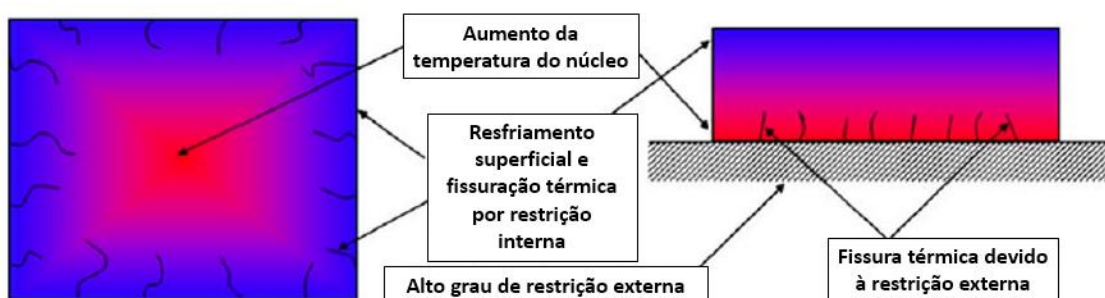 Aumento da
temperatura do núcleo
Resfriamento
superficial e
fissuração térmica
por restrição
interna
Alto grau de restrição externa
Fissura térmica devido
à restrição externa